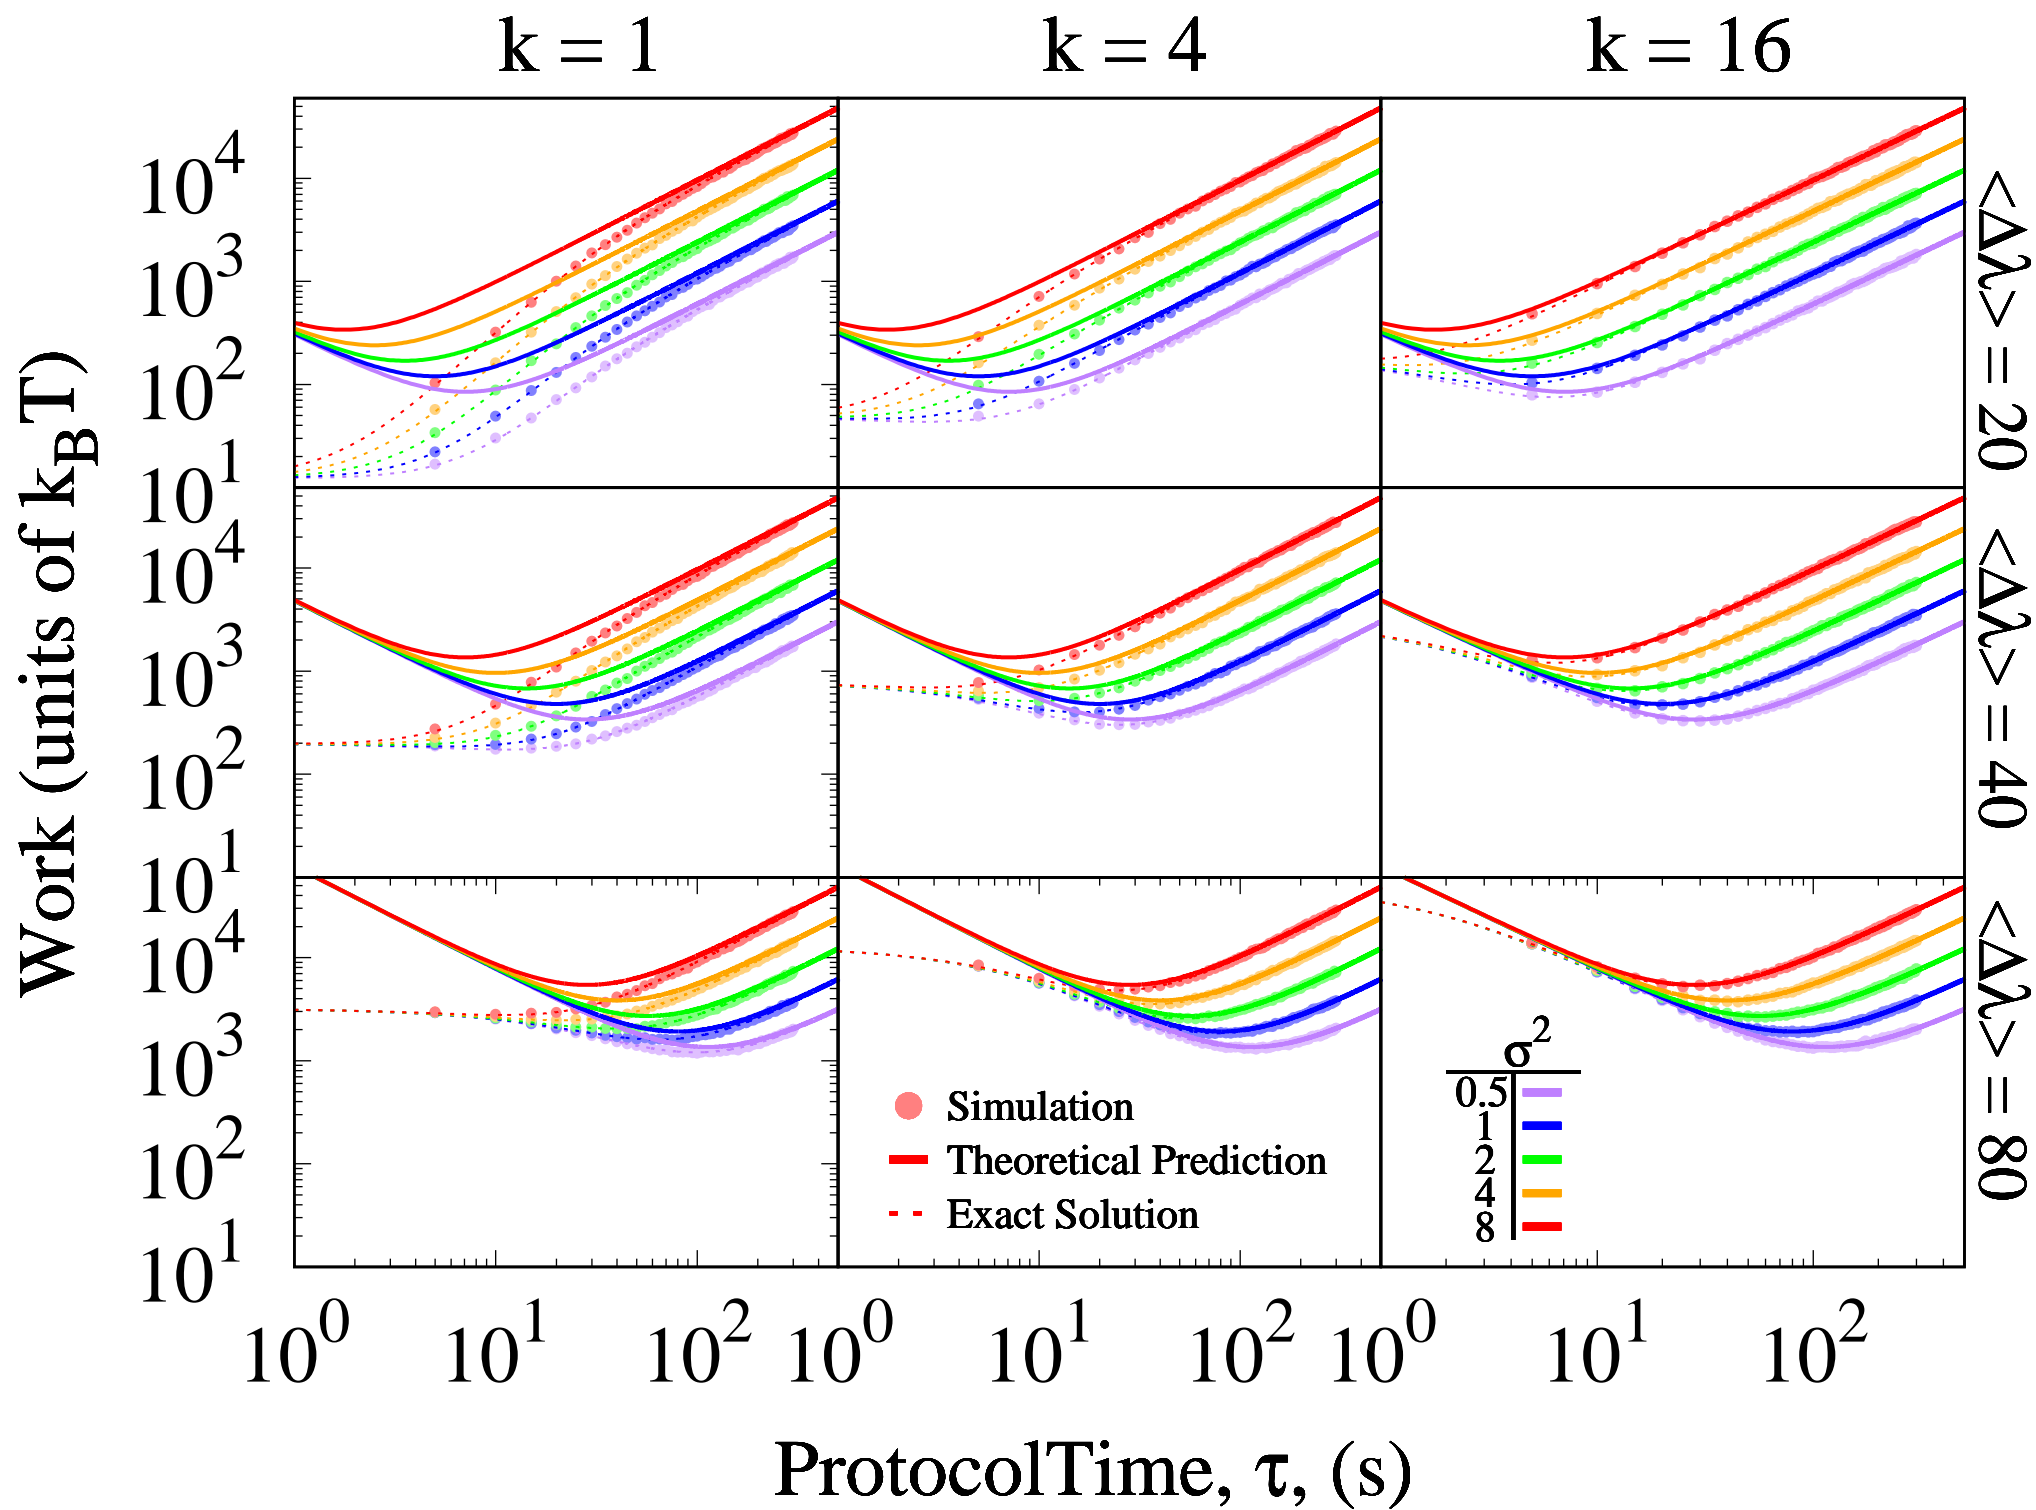 k = 1 k = 4 k = 16
Work (units of k_BT)
10^4
10^3
10^2
10^1
10^4
10^3
10^2
10^1
10^4
10^3
10^2
10^1
<Δλ> = 20
<Δλ> = 40
<Δλ> = 80
Simulation
Theoretical Prediction
Exact Solution
σ^2
0.5
1
2
4
8
10^0 10^1 10^2 10^0 10^1 10^2 10^0 10^1 10^2
ProtocolTime, τ, (s)